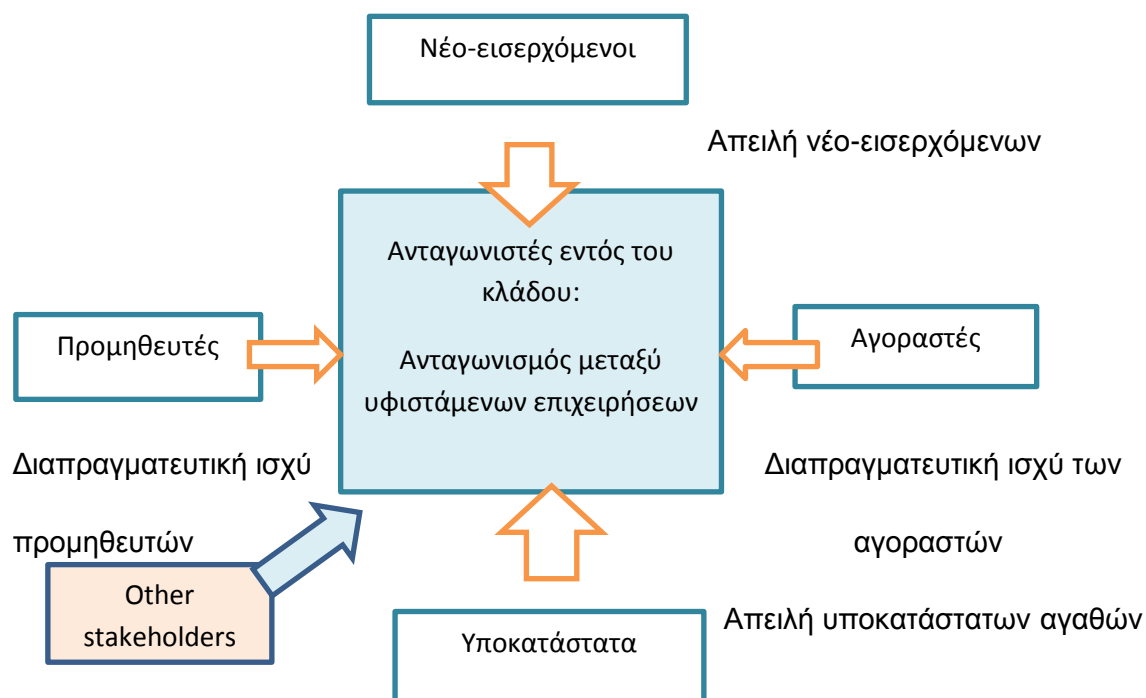 Νέο-εισερχόμενοι
Απειλή νέο-εισερχόμενων
Ανταγωνιστές εντός του
κλάδου:
Ανταγωνισμός μεταξύ
υφιστάμενων επιχειρήσεων
Προμηθευτές
Αγοραστές
Διαπραγματευτική ισχύ
προμηθευτών
Διαπραγματευτική ισχύ των
αγοραστών
Other
stakeholders
Υποκατάστατα
Απειλή υποκατάστατων αγαθών